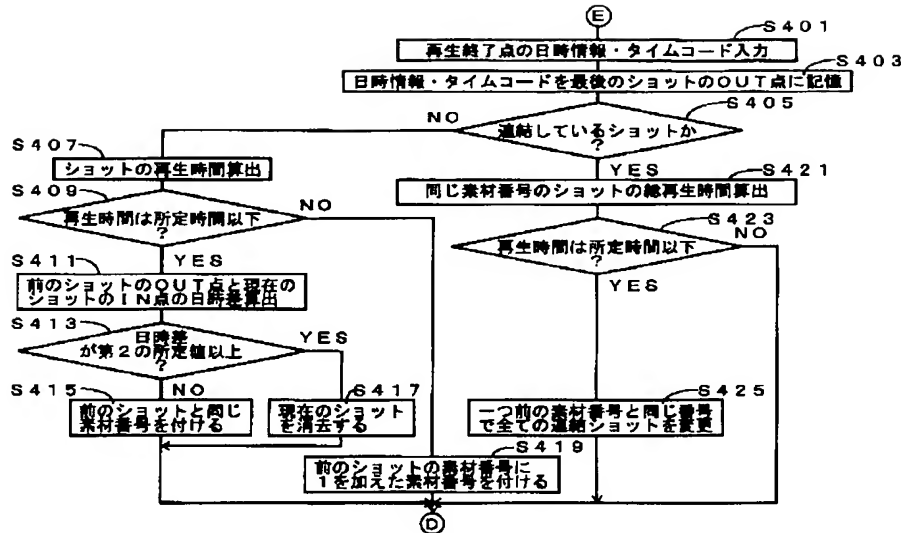 E
S401
再生終了点の日時情報・タイムコード入力
S403
日時情報・タイムコードを最後のショットのOUT点に記憶
S405
連結しているショットか
?
NO
YES
S407
ショットの再生時間算出
S409
再生時間は所定時間以下
?
NO
YES
S411
前のショットのOUT点と現在の
ショットのIN点の日時差算出
S413
日時差
が第2の所定値以上
?
YES
NO
S415
前のショットと同じ
素材番号を付ける
S417
現在のショット
を消去する
S419
前のショットの素材番号に
1を加えた素材番号を付ける
S421
同じ素材番号のショットの総再生時間算出
S423
再生時間は所定時間以下
?
NO
YES
S425
一つ前の素材番号と同じ番号
で全ての連結ショットを変更
D